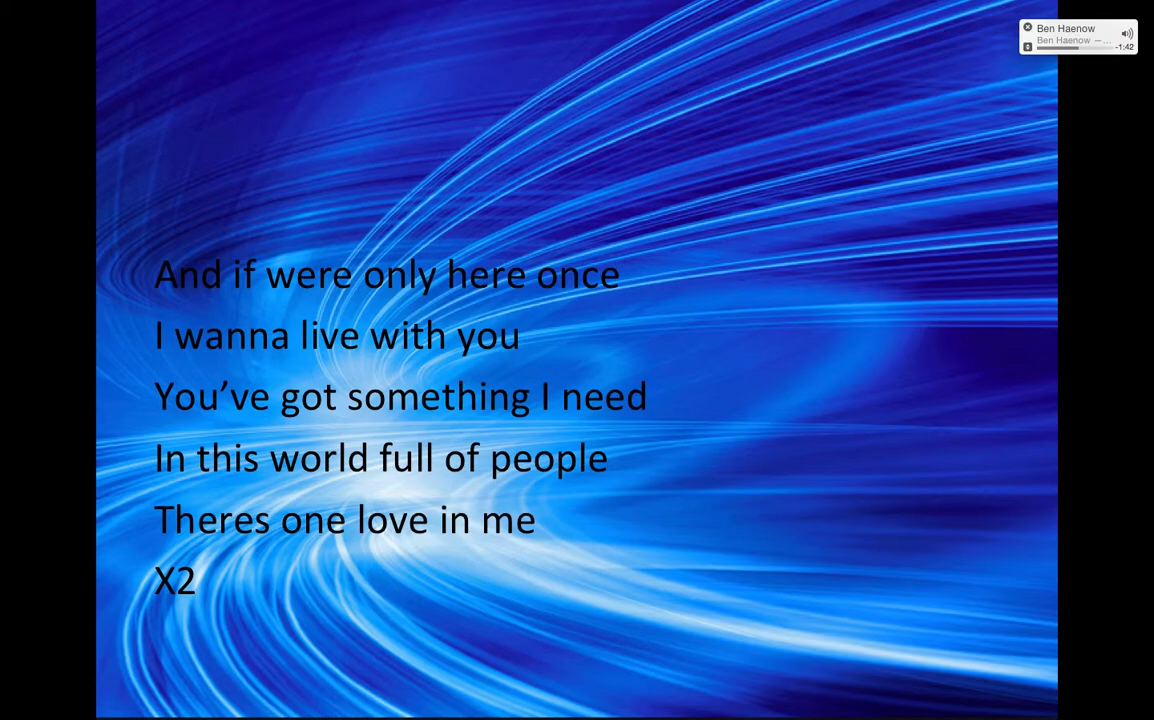 Ben Haenow
Ben Haenow —...
-1:42
And if were only here once
I wanna live with you
You’ve got something I need
In this world full of people
Theres one love in me
X2